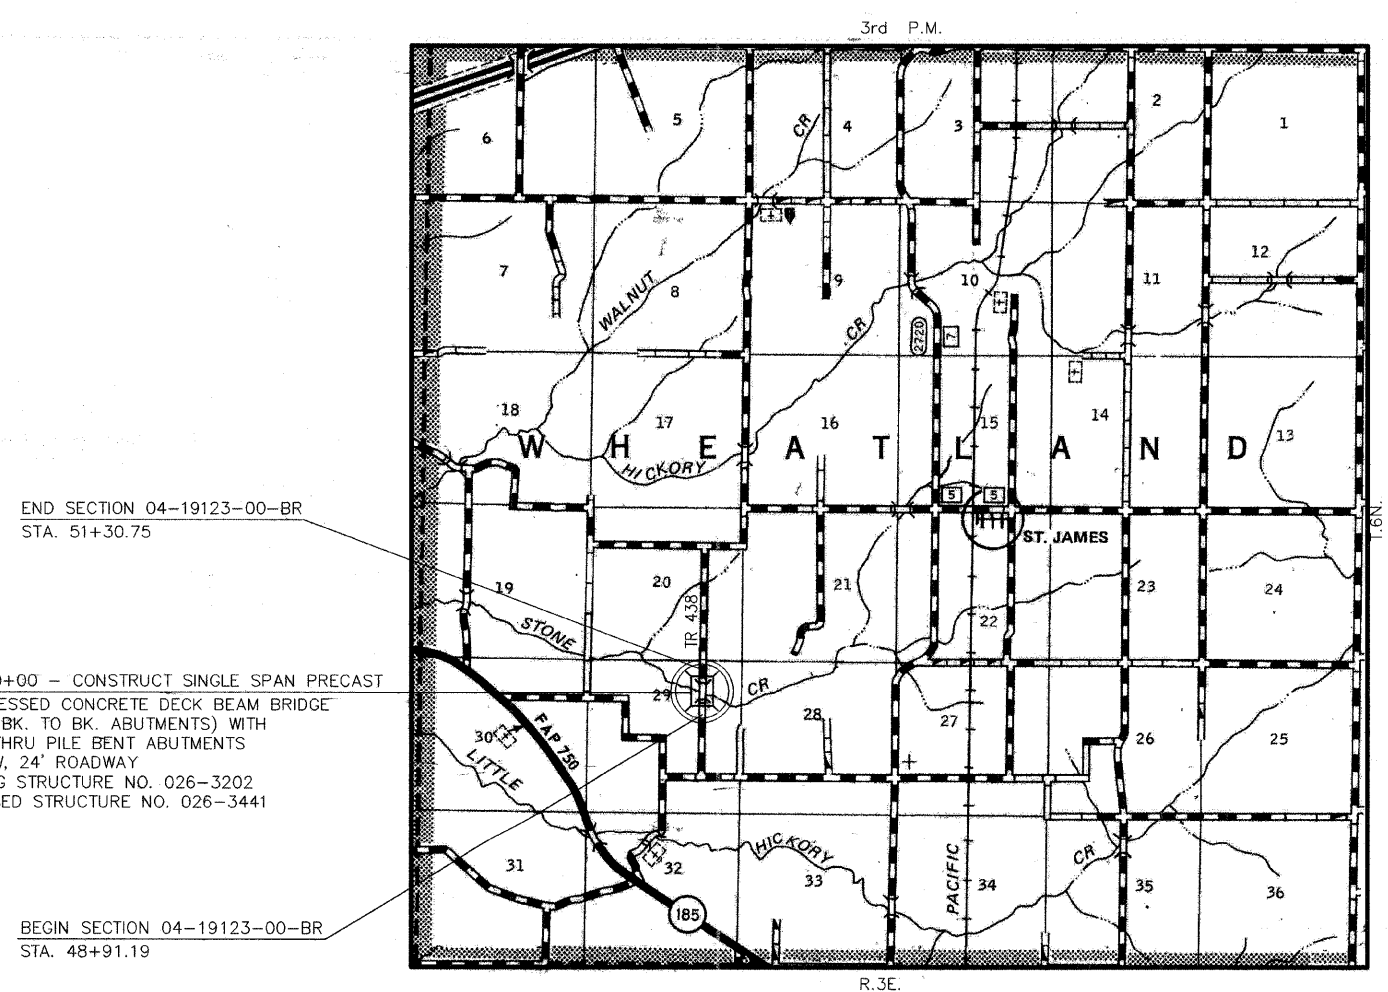 3rd P.M.
6
5
CR
4
3
2
1
7
WALNUT
8
9
CR
10
11
12
2720
7
18
17
16
15
14
13
WHEATLAND
HICKORY
5
5
ST. JAMES
T.6N.
END SECTION 04-19123-00-BR
STA. 51+30.75
19
20
TR 438
21
22
23
24
STONE
CR
0+00 - CONSTRUCT SINGLE SPAN PRECAST
ESSED CONCRETE DECK BEAM BRIDGE
BK. TO BK. ABUTMENTS) WITH
THRU PILE BENT ABUTMENTS
, 24' ROADWAY
G STRUCTURE NO. 026-3202
SED STRUCTURE NO. 026-3441
30
29
28
27
26
25
FAP 750
LITTLE
HICKORY
CR
31
32
33
PACIFIC
34
35
36
185
BEGIN SECTION 04-19123-00-BR
STA. 48+91.19
R.3E.